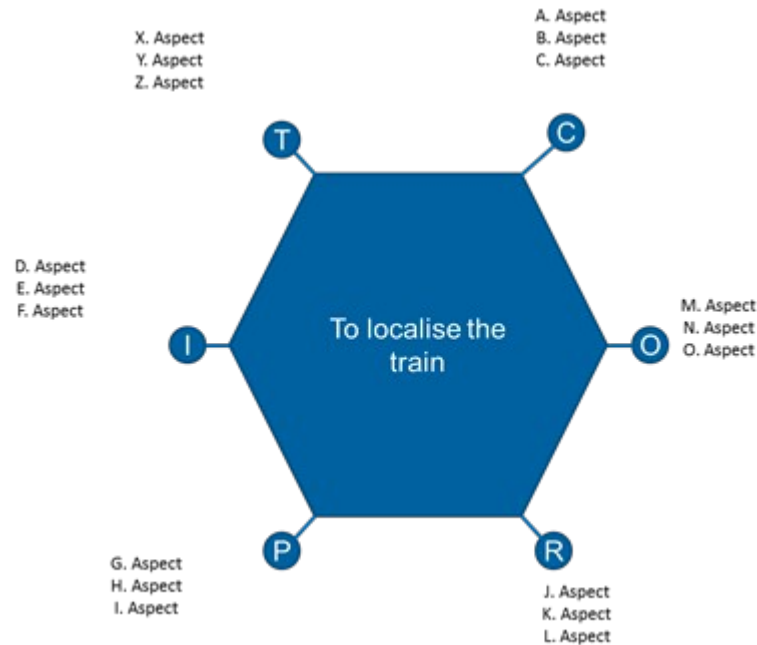 A. Aspect
B. Aspect
C. Aspect
X. Aspect
Y. Aspect
Z. Aspect
T
C
D. Aspect
E. Aspect
F. Aspect
I
To localise the
train
O
M. Aspect
N. Aspect
O. Aspect
P
R
G. Aspect
H. Aspect
I. Aspect
J. Aspect
K. Aspect
L. Aspect